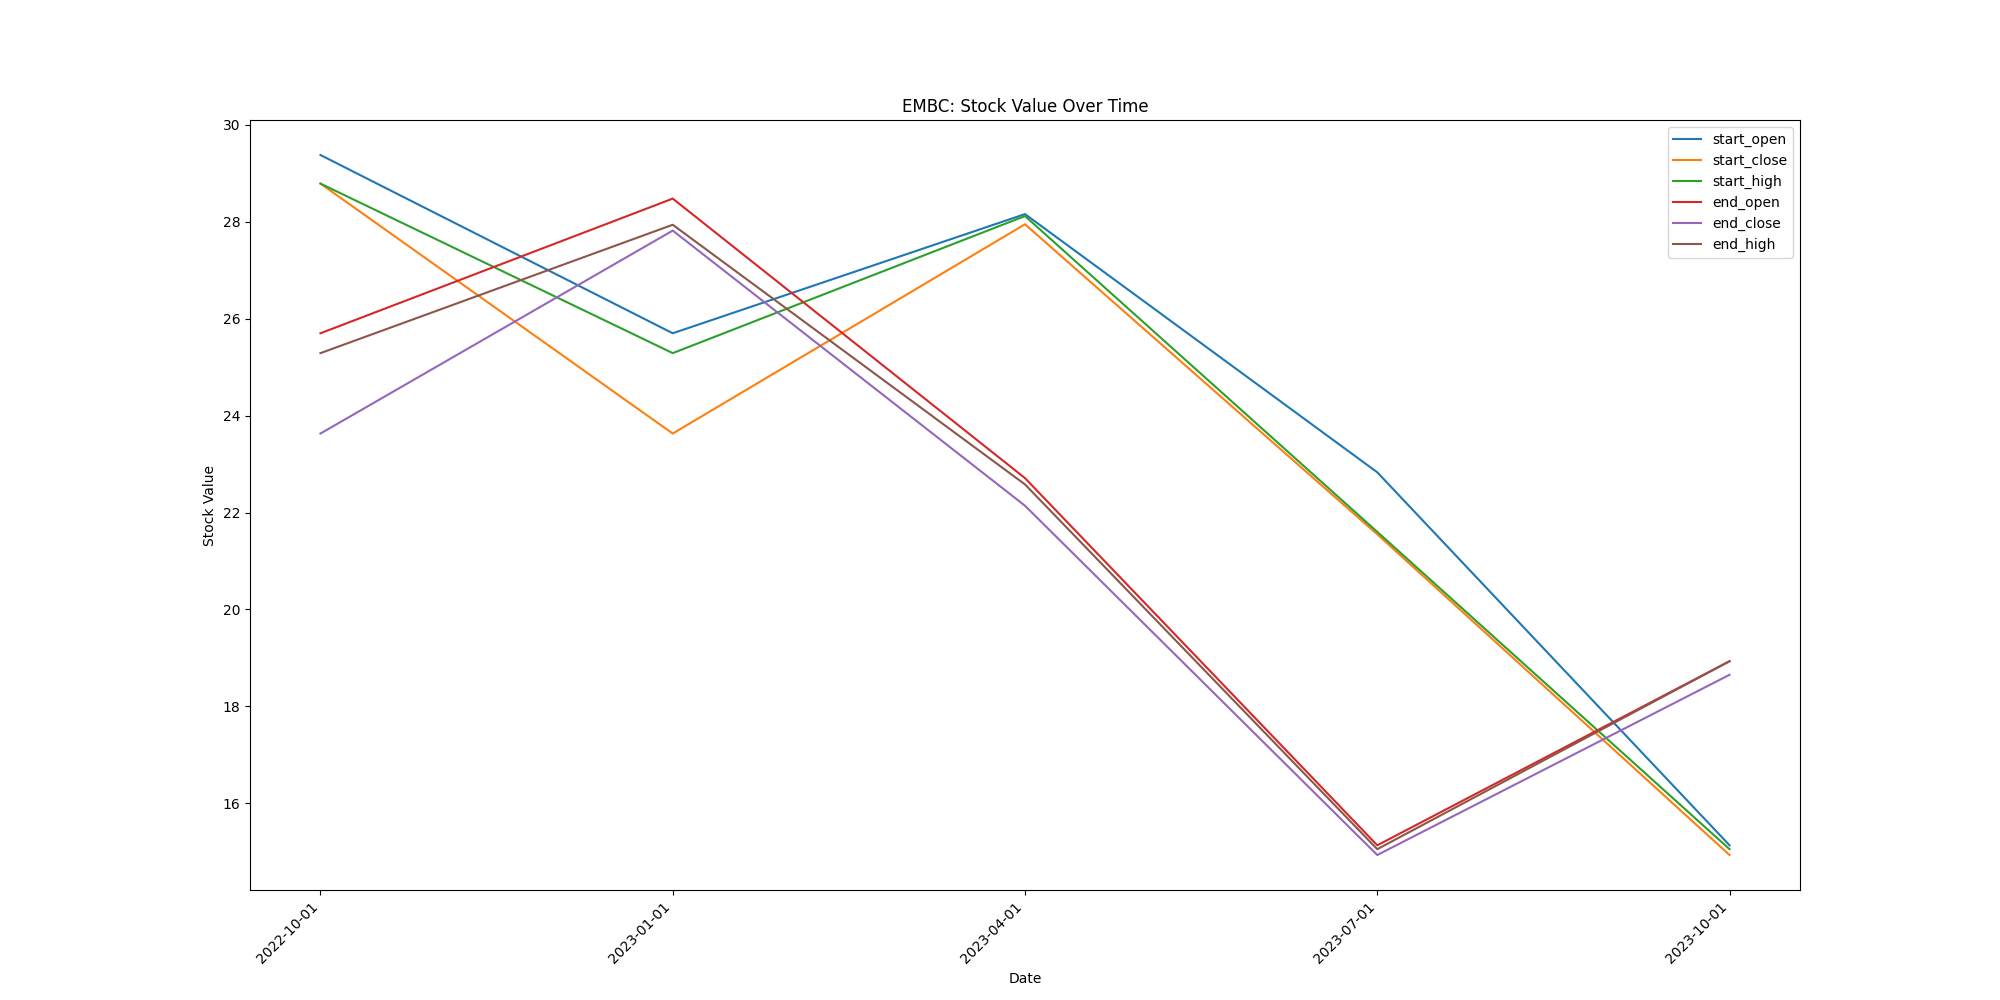 EMBC: Stock Value Over Time
start_open
start_close
start_high
end_open
end_close
end_high
30
28
26
24
22
20
18
16
Stock Value
2022-10-01
2023-01-01
2023-04-01
2023-07-01
2023-10-01
Date